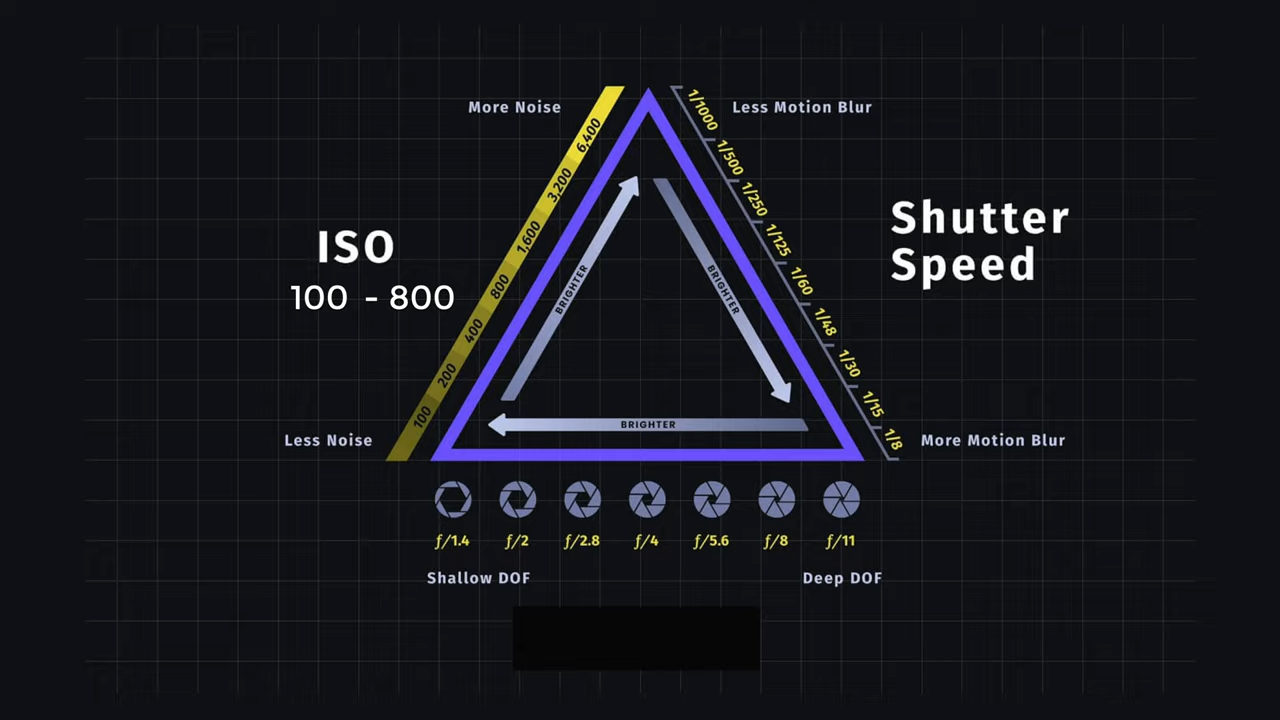 More Noise
Less Motion Blur
ISO
100 - 800
Shutter
Speed
6,400
3,200
1,600
800
400
200
100
1/1000
1/500
1/250
1/125
1/60
1/48
1/30
1/15
1/8
BRIGHTER
BRIGHTER
BRIGHTER
Less Noise
More Motion Blur
ƒ/1.4
ƒ/2
ƒ/2.8
ƒ/4
ƒ/5.6
ƒ/8
ƒ/11
Shallow DOF
Deep DOF